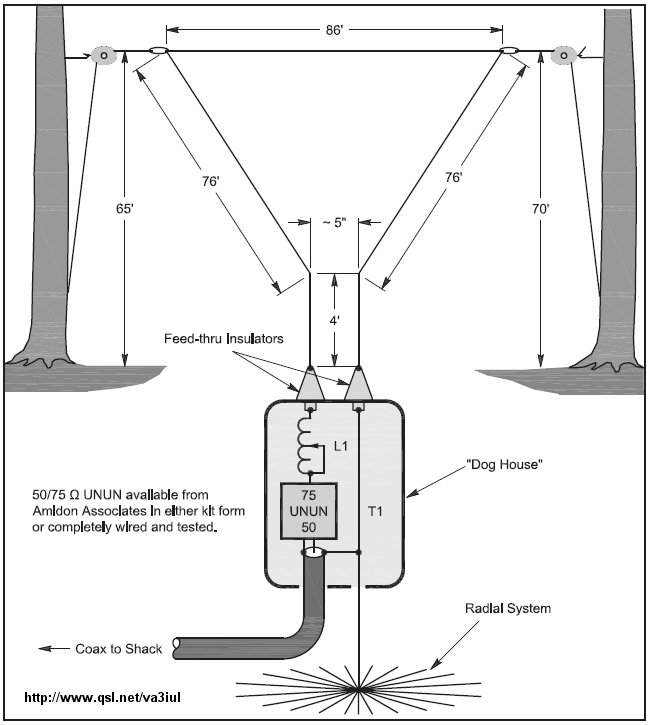 86'
76'
76'
65'
~ 5"
70'
4'
Feed-thru Insulators
L1
"Dog House"
50/75 Ω UNUN available from
Amidon Associates in either kit form
or completely wired and tested.
75
UNUN
50
T1
Radial System
Coax to Shack
http://www.qsl.net/va3iul